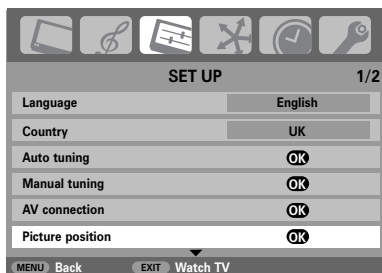 SET UP 1/2
Language English
Country UK
Auto tuning OK
Manual tuning OK
AV connection OK
Picture position OK
MENU Back EXIT Watch TV